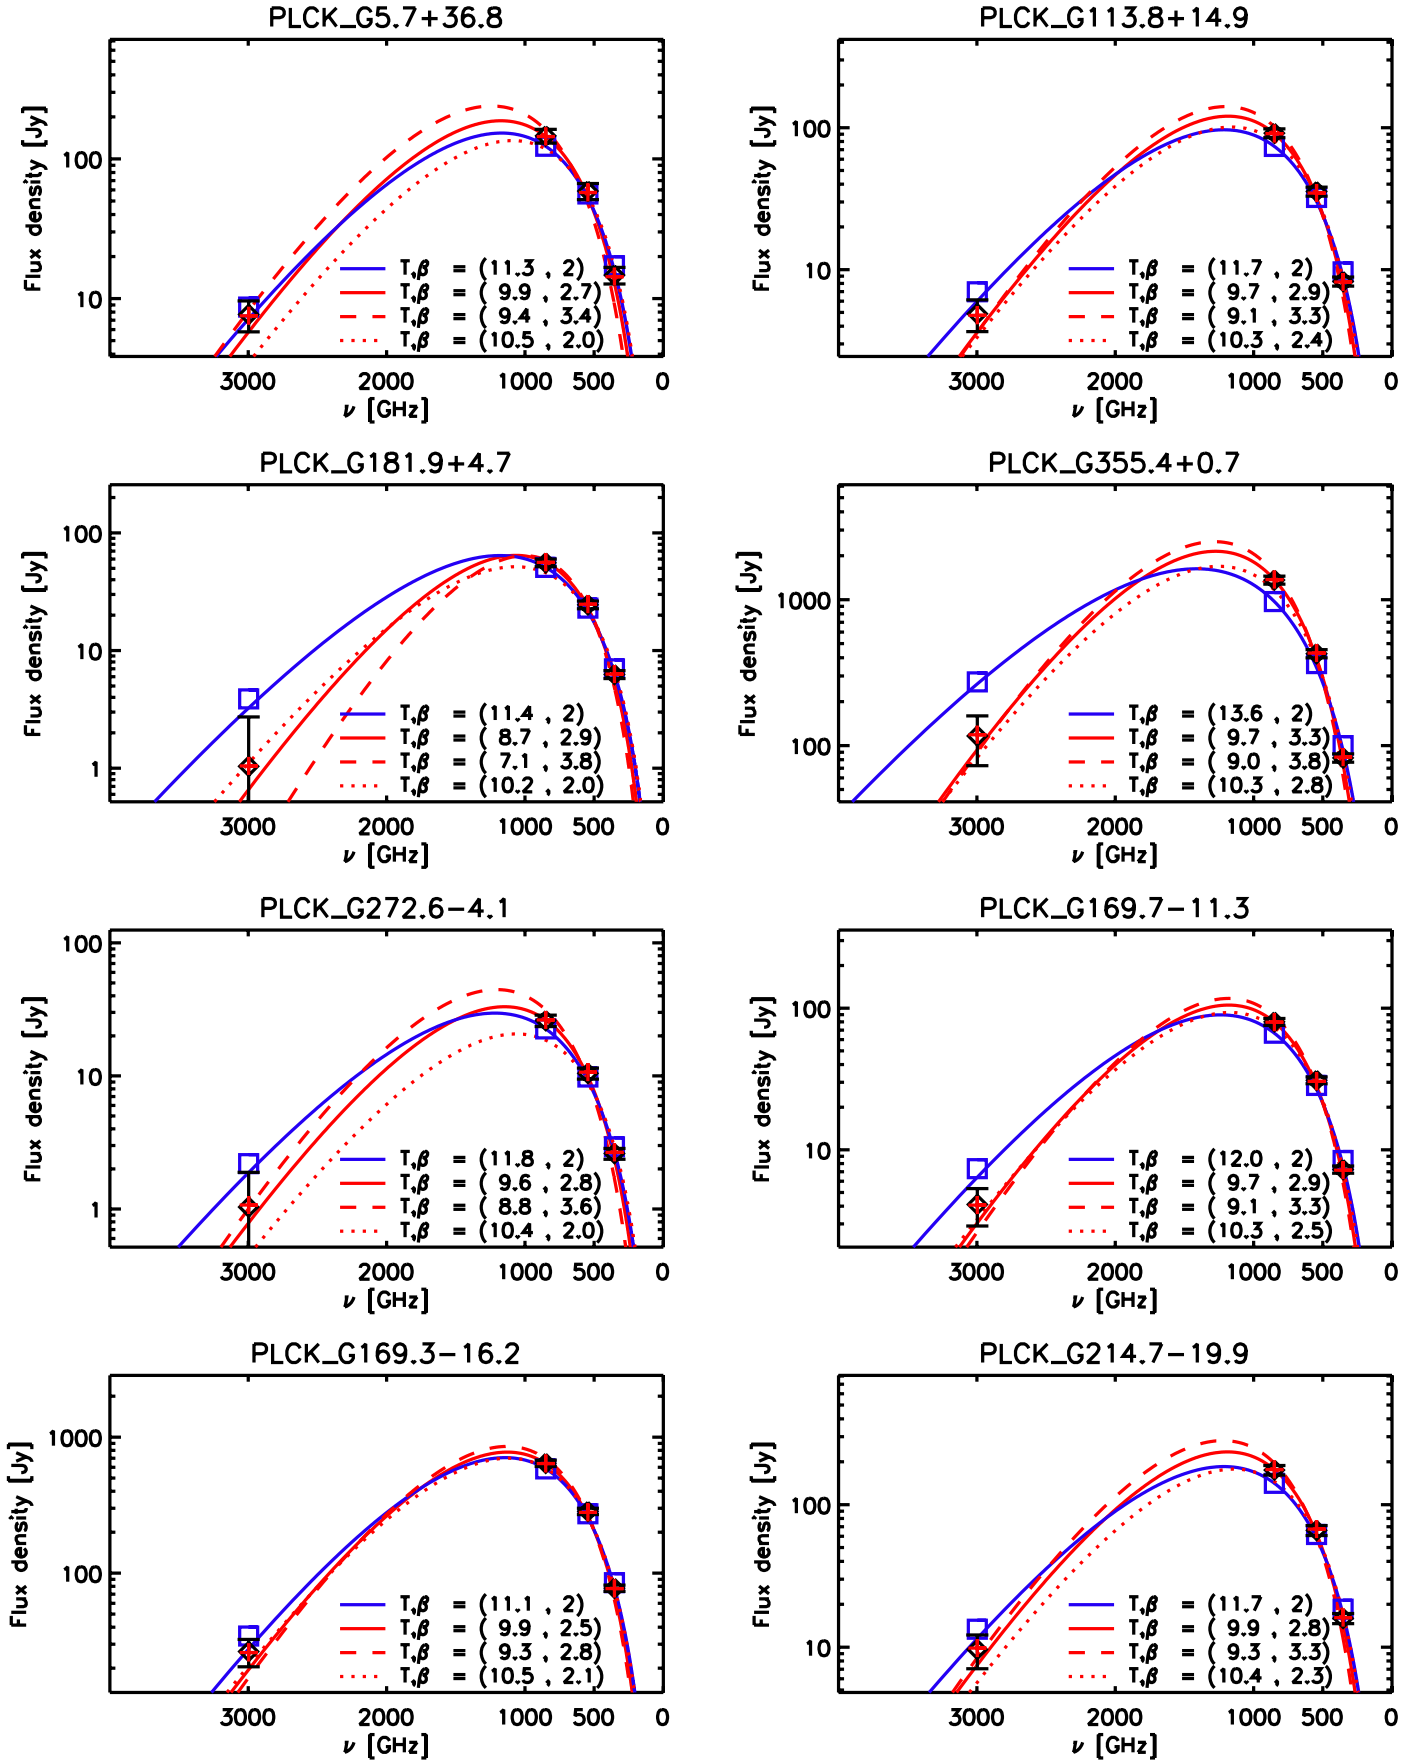 PLCK_G5.7+36.8
Flux density [Jy]
100
10
T,β = (11.3 , 2)
T,β = ( 9.9 , 2.7)
T,β = ( 9.4 , 3.4)
T,β = (10.5 , 2.0)
3000 2000 1000 500 0
ν [GHz]
PLCK_G113.8+14.9
Flux density [Jy]
100
10
T,β = (11.7 , 2)
T,β = ( 9.7 , 2.9)
T,β = ( 9.1 , 3.3)
T,β = (10.3 , 2.4)
3000 2000 1000 500 0
ν [GHz]
PLCK_G181.9+4.7
Flux density [Jy]
100
10
1
T,β = (11.4 , 2)
T,β = ( 8.7 , 2.9)
T,β = ( 7.1 , 3.8)
T,β = (10.2 , 2.0)
3000 2000 1000 500 0
ν [GHz]
PLCK_G355.4+0.7
Flux density [Jy]
1000
100
T,β = (13.6 , 2)
T,β = ( 9.7 , 3.3)
T,β = ( 9.0 , 3.8)
T,β = (10.3 , 2.8)
3000 2000 1000 500 0
ν [GHz]
PLCK_G272.6−4.1
Flux density [Jy]
100
10
1
T,β = (11.8 , 2)
T,β = ( 9.6 , 2.8)
T,β = ( 8.8 , 3.6)
T,β = (10.4 , 2.0)
3000 2000 1000 500 0
ν [GHz]
PLCK_G169.7−11.3
Flux density [Jy]
100
10
T,β = (12.0 , 2)
T,β = ( 9.7 , 2.9)
T,β = ( 9.1 , 3.3)
T,β = (10.3 , 2.5)
3000 2000 1000 500 0
ν [GHz]
PLCK_G169.3−16.2
Flux density [Jy]
1000
100
T,β = (11.1 , 2)
T,β = ( 9.9 , 2.5)
T,β = ( 9.3 , 2.8)
T,β = (10.5 , 2.1)
3000 2000 1000 500 0
ν [GHz]
PLCK_G214.7−19.9
Flux density [Jy]
100
10
T,β = (11.7 , 2)
T,β = ( 9.9 , 2.8)
T,β = ( 9.3 , 3.3)
T,β = (10.4 , 2.3)
3000 2000 1000 500 0
ν [GHz]